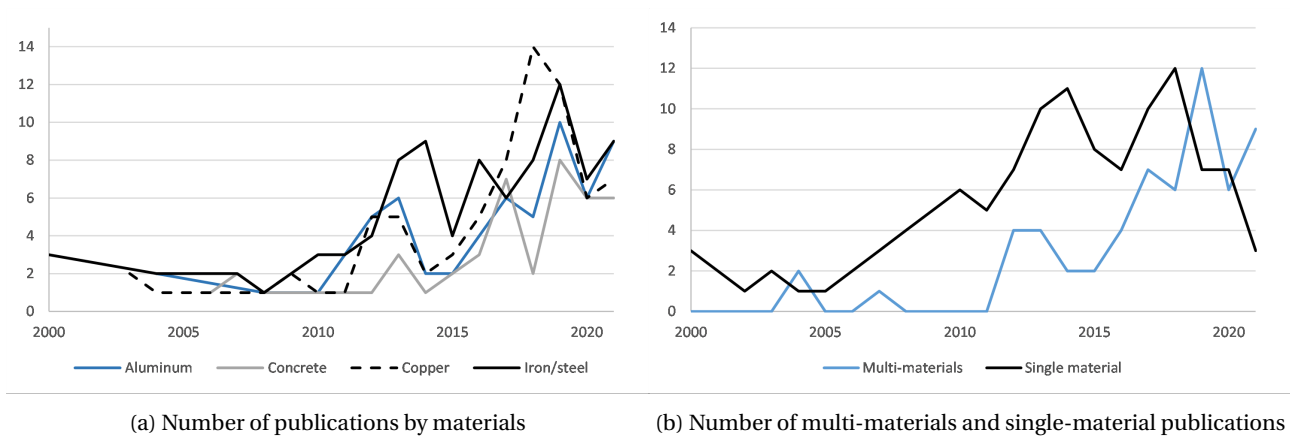 14
12
10
8
6
4
2
0
2000 2005 2010 2015 2020
Aluminum Concrete Copper Iron/steel
(a) Number of publications by materials
14
12
10
8
6
4
2
0
2000 2005 2010 2015 2020
Multi-materials Single material
(b) Number of multi-materials and single-material publications